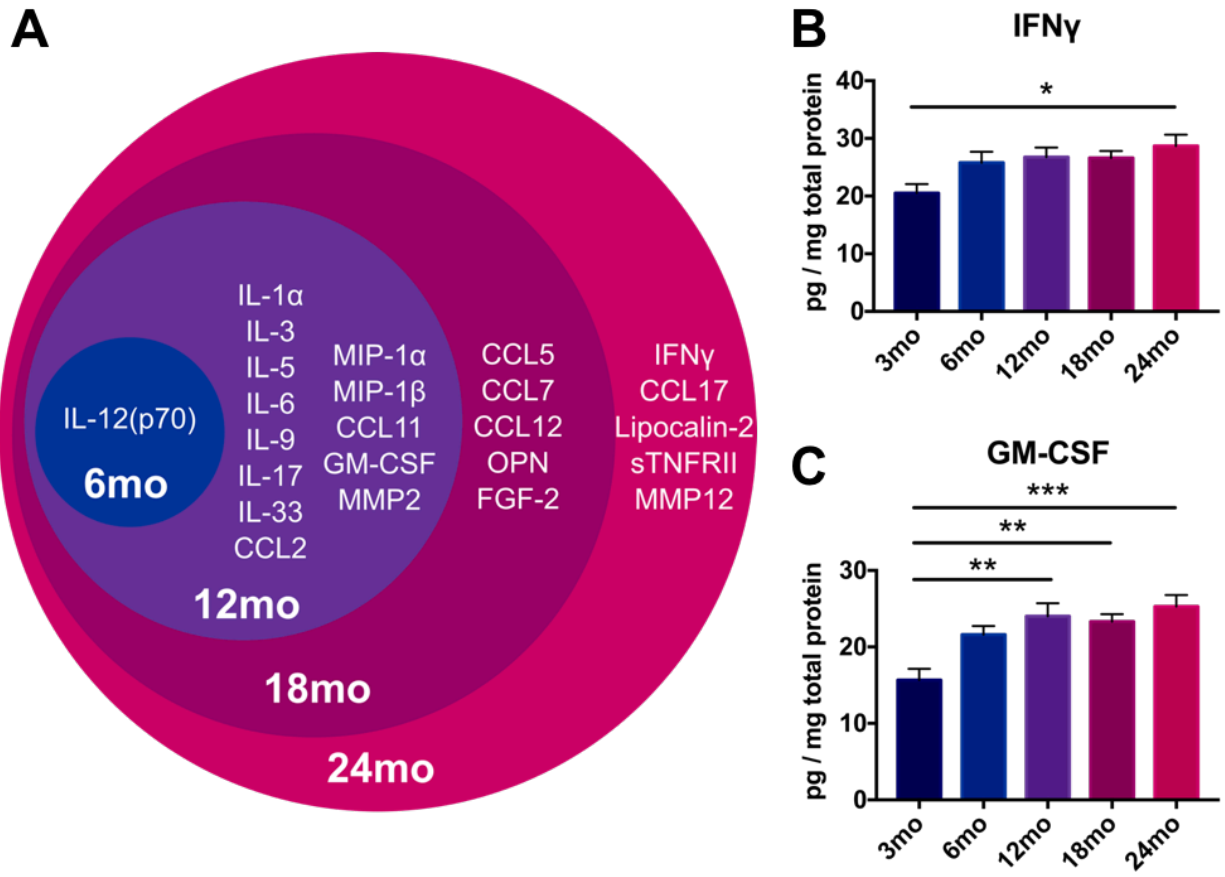 A
IL-12(p70)
6mo
IL-1α
IL-3
IL-5
IL-6
IL-9
IL-17
IL-33
CCL2
MIP-1α
MIP-1β
CCL11
GM-CSF
MMP2
12mo
CCL5
CCL7
CCL12
OPN
FGF-2
18mo
IFNγ
CCL17
Lipocalin-2
sTNFRII
MMP12
24mo
B
IFNγ
pg / mg total protein
40
30
20
10
0
*
3mo
6mo
12mo
18mo
24mo
C
GM-CSF
pg / mg total protein
30
20
10
0
***
**
**
3mo
6mo
12mo
18mo
24mo